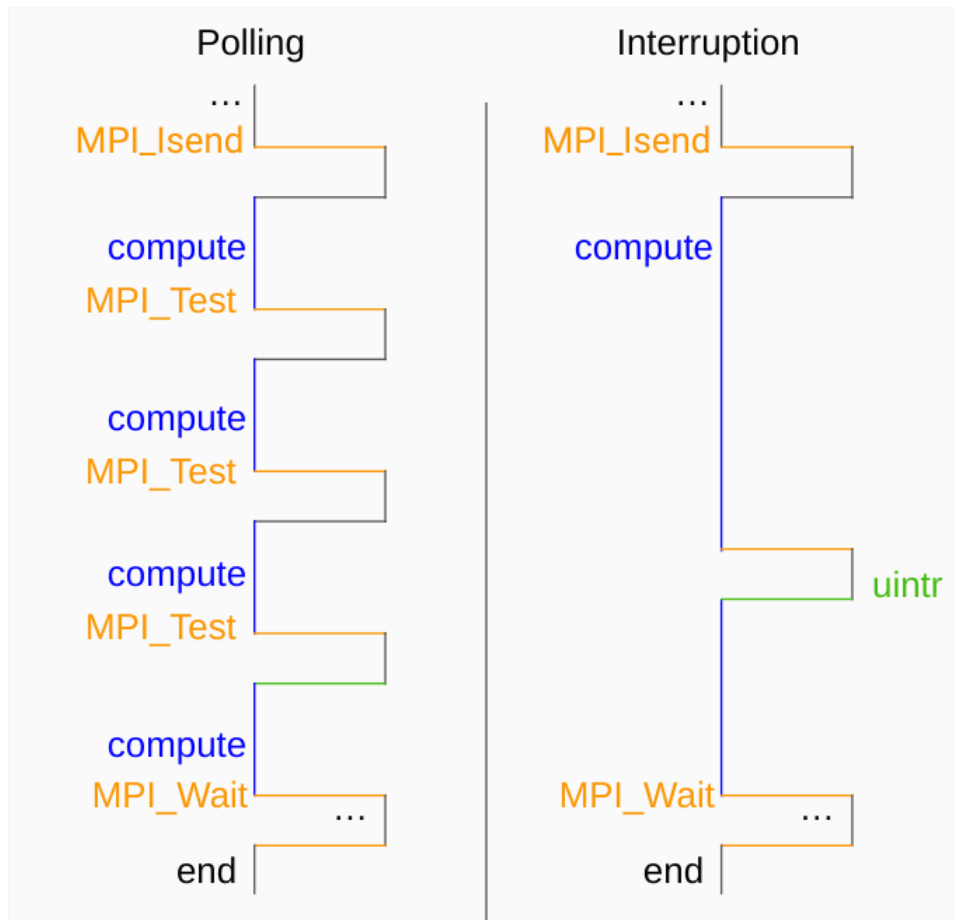 Polling
...
MPI_Isend
compute
MPI_Test
compute
MPI_Test
compute
MPI_Test
compute
MPI_Wait
...
end
Interruption
...
MPI_Isend
compute
uintr
MPI_Wait
...
end